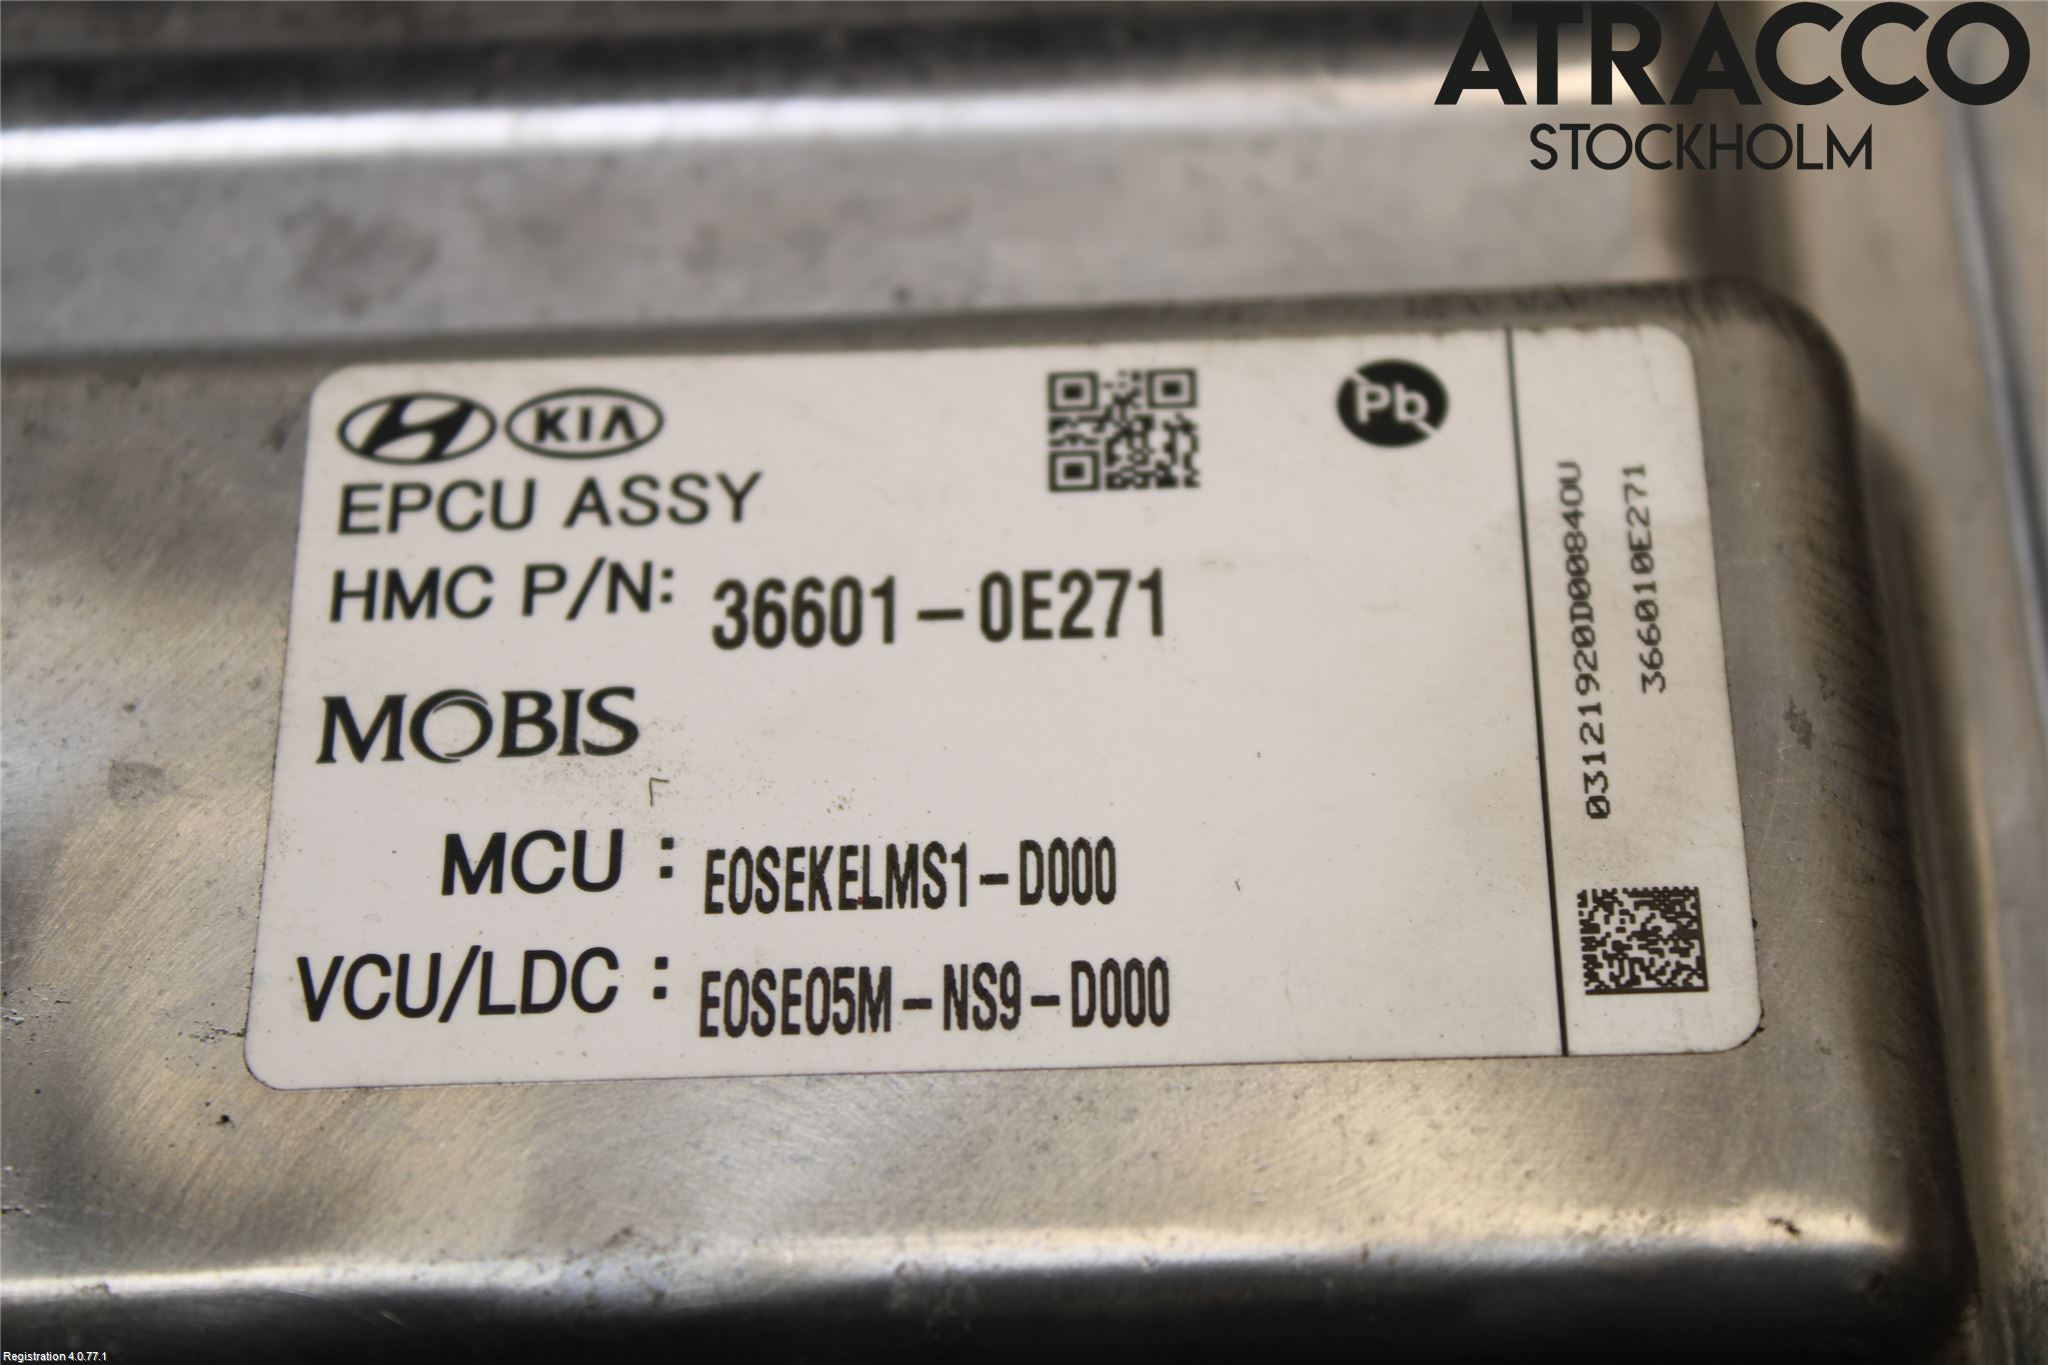 ATRACCO
STOCKHOLM
KIA
Pb
EPCU ASSY
HMC P/N: 36601-0E271
MOBIS
MCU : E0SEKELMS1-D000
VCU/LDC : E0SE05M-NS9-D000
03121920D00840U
366010E271
Registration 4.0.77.1